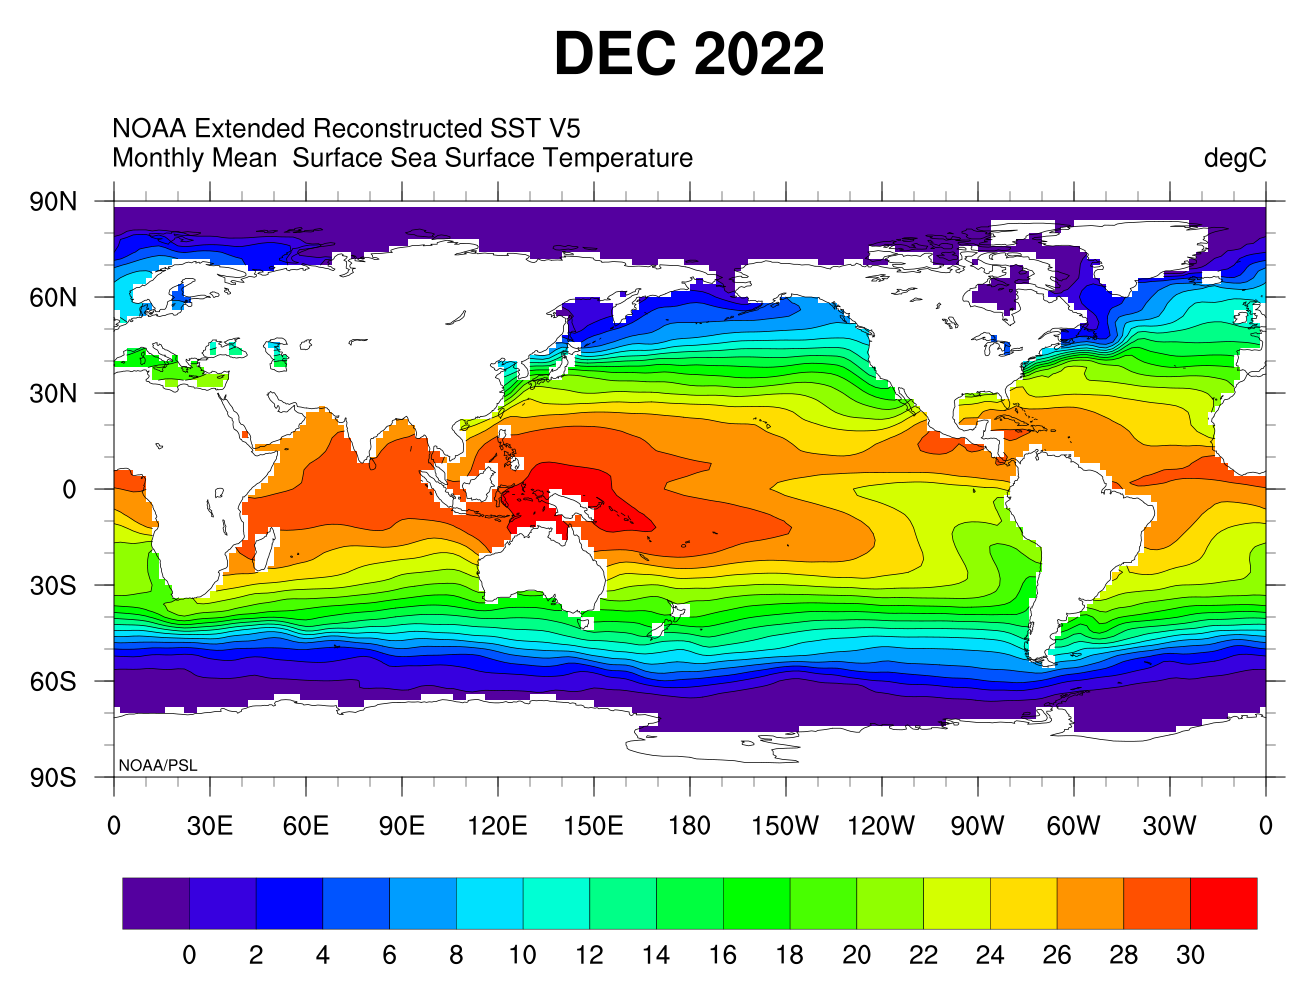 DEC 2022
NOAA Extended Reconstructed SST V5
Monthly Mean  Surface Sea Surface Temperature
degC
90N
60N
30N
0
30S
60S
90S
NOAA/PSL
0 30E 60E 90E 120E 150E 180 150W 120W 90W 60W 30W 0
0 2 4 6 8 10 12 14 16 18 20 22 24 26 28 30